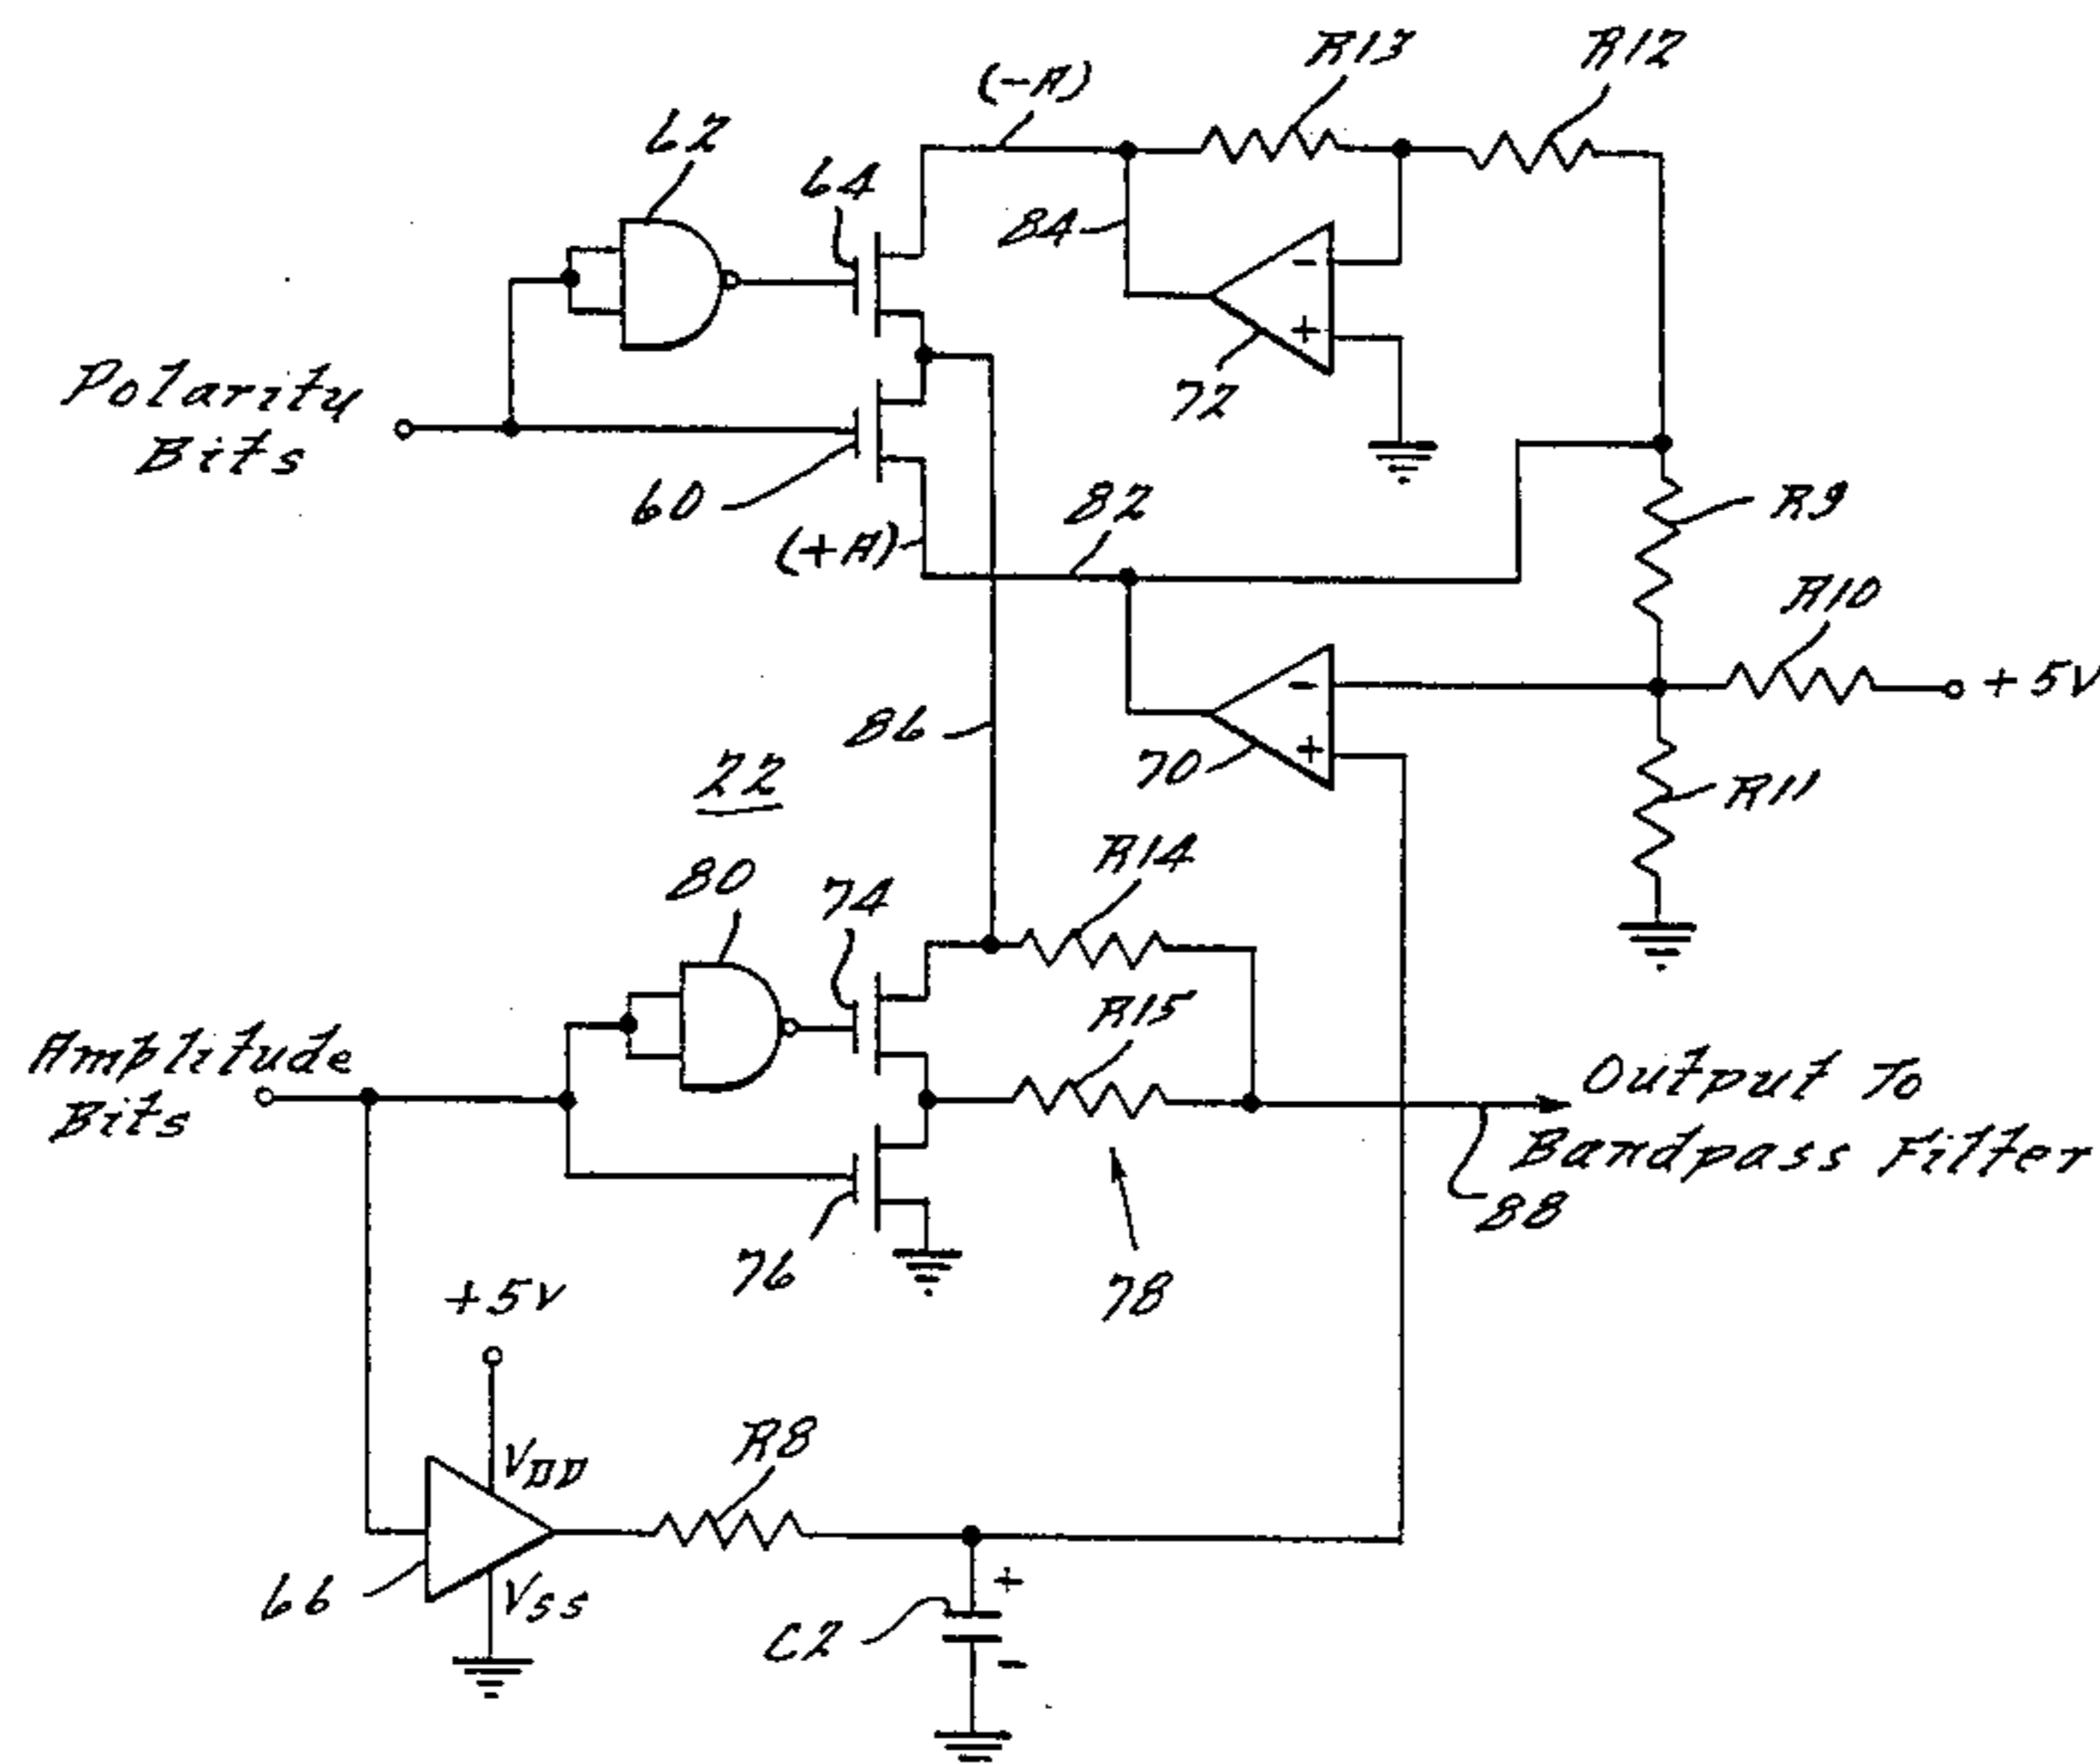 R13
R12
(-A)
62
64
84
-
+
72
Polarity
Bits
60
(+A)
82
R9
R10
+5V
86
-
+
70
22
R11
R14
80
74
R15
Amplitude
Bits
Output To
Bandpass Filter
88
76
78
+5V
VDD
R8
66
VSS
+
C2
-